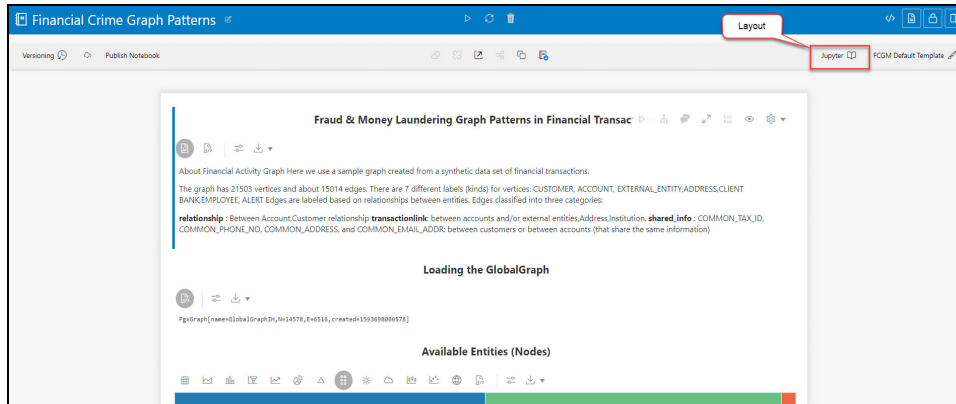 Financial Crime Graph Patterns
Layout
Versioning
Publish Notebook
Jupyter
FCGM Default Template
Fraud & Money Laundering Graph Patterns in Financial Transac
About Financial Activity Graph Here we use a sample graph created from a synthetic data set of financial transactions.
The graph has 21503 vertices and about 15014 edges. There are 7 different labels (kinds) for vertices: CUSTOMER, ACCOUNT, EXTERNAL_ENTITY,ADDRESS,CLIENT
BANK,EMPLOYEE, ALERT Edges are labeled based on relationships between entities. Edges classified into three categories:
relationship : Between Account,Customer relationship transactionlink: between accounts and/or external entities,Address,Institution. shared_info : COMMON_TAX_ID,
COMMON_PHONE_NO, COMMON_ADDRESS, and COMMON_EMAIL_ADDR: between customers or between accounts (that share the same information)
Loading the GlobalGraph
PgxGraph[name=GlobalGraphIH,N=14578,E=6516,created=1593698066578]
Available Entities (Nodes)